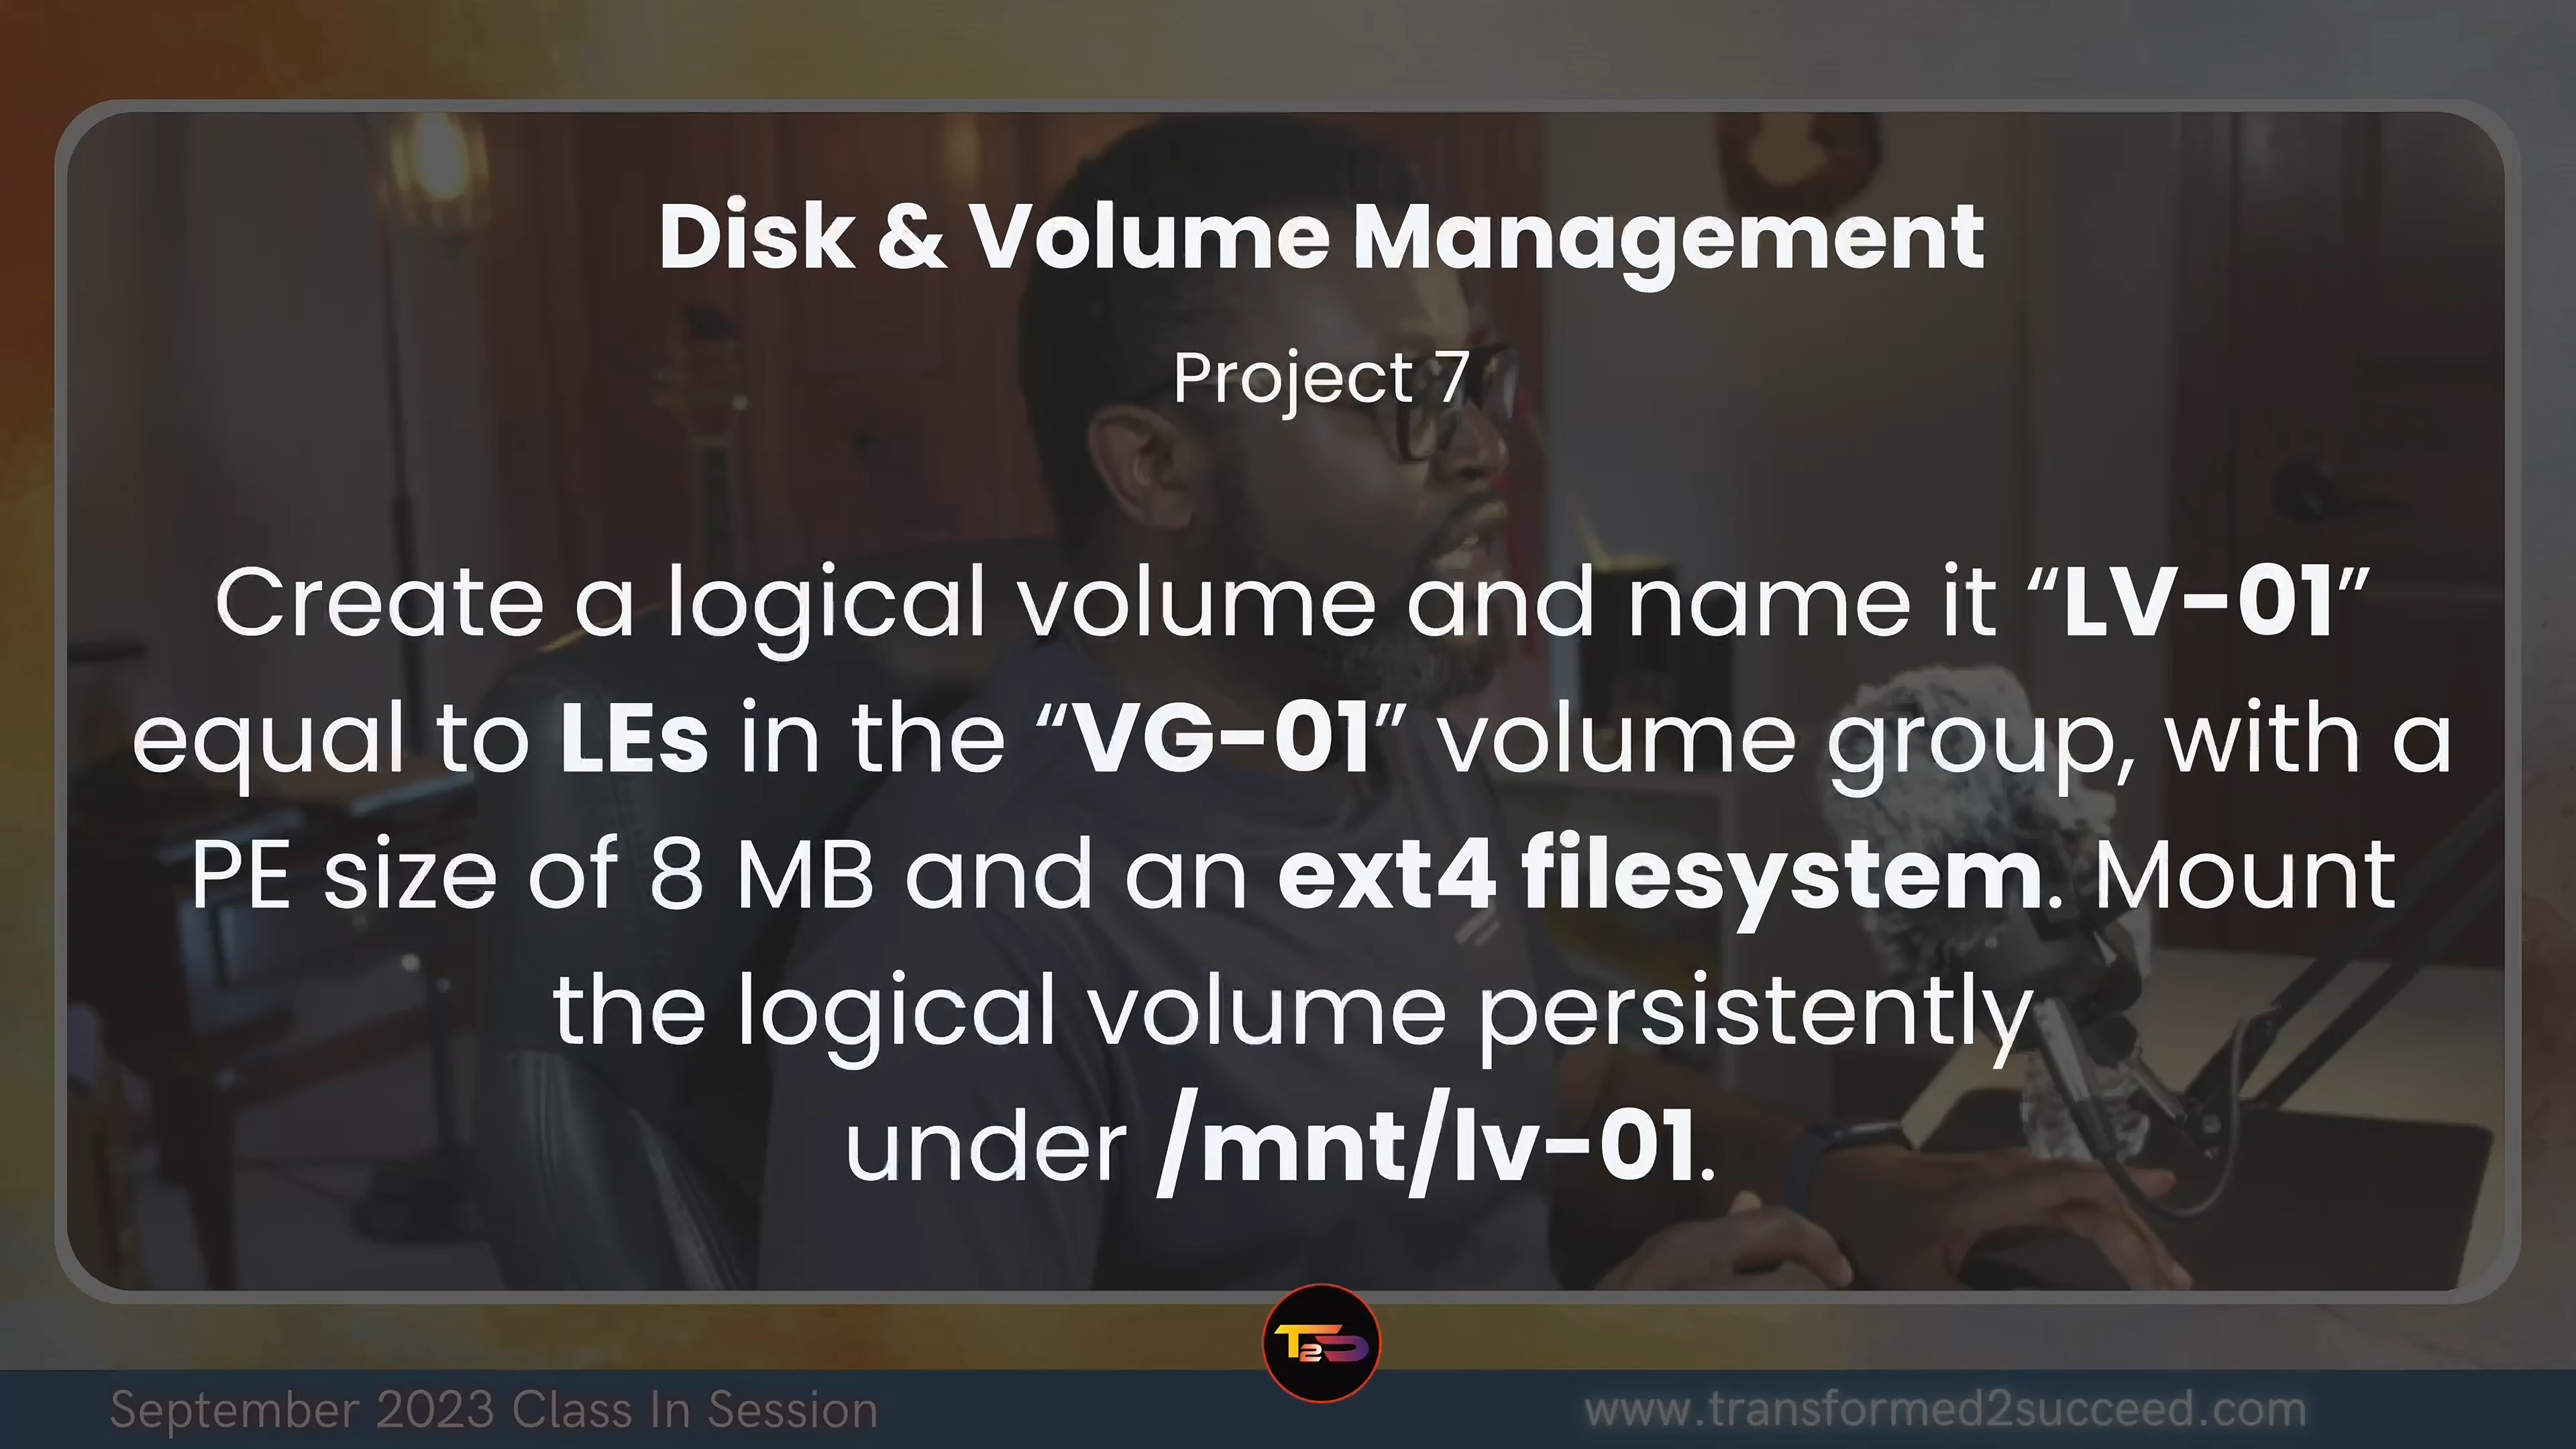 Disk & Volume Management
Project 7
Create a logical volume and name it “LV-01”
equal to LEs in the “VG-01” volume group, with a
PE size of 8 MB and an ext4 filesystem. Mount
the logical volume persistently
under /mnt/lv-01.
T2S
September 2023 Class In Session
www.transformed2succeed.com